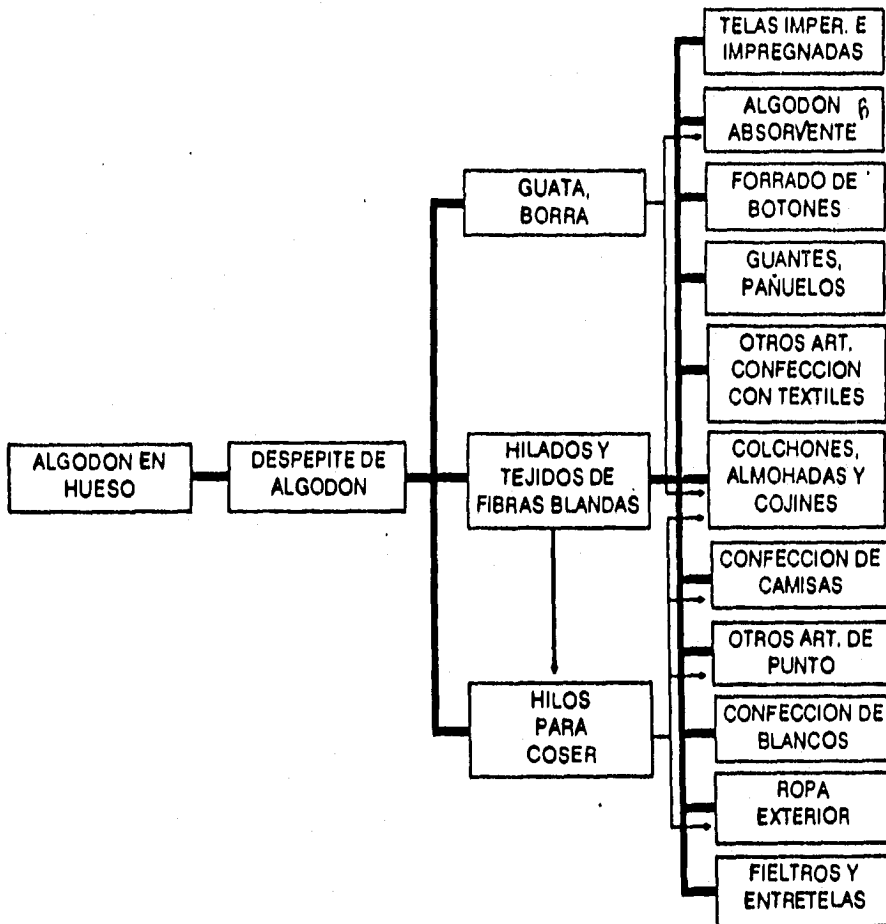 TELAS IMPER. E
IMPREGNADAS
ALGODON
ABSORVENTE
GUATA,
BORRA
FORRADO DE
BOTONES
GUANTES,
PAÑUELOS
OTROS ART.
CONFECCION
CON TEXTILES
ALGODON EN
HUESO
DESPEPITE DE
ALGODON
HILADOS Y
TEJIDOS DE
FIBRAS BLANDAS
COLCHONES,
ALMOHADAS Y
COJINES
CONFECCION DE
CAMISAS
OTROS ART. DE
PUNTO
HILOS
PARA
COSER
CONFECCION DE
BLANCOS
ROPA
EXTERIOR
FIELTROS Y
ENTRETELAS